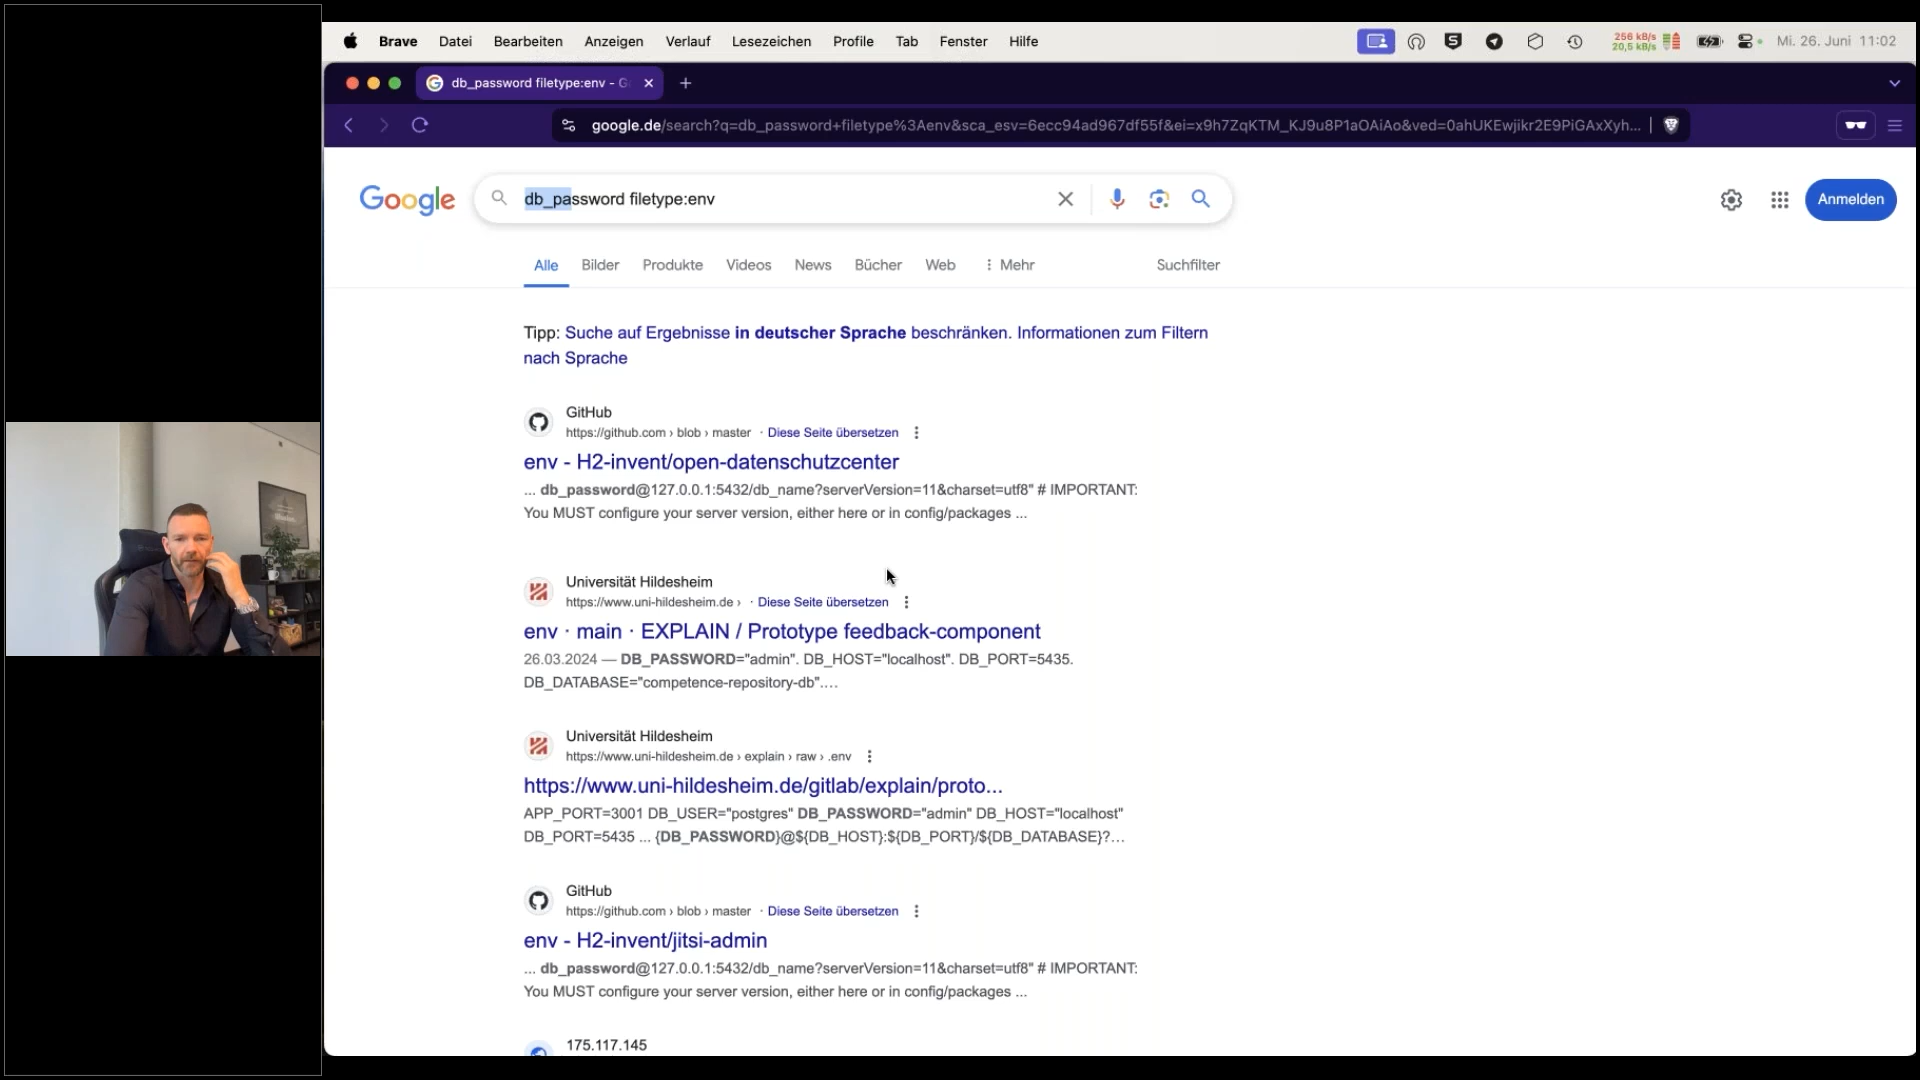 Brave Datei Bearbeiten Anzeigen Verlauf Lesezeichen Profile Tab Fenster Hilfe
256 kB/s
20,5 kB/s
Mi. 26. Juni 11:02
db_password filetype:env - G
google.de/search?q=db_password+filetype%3Aenv&sca_esv=6ecc94ad967df55f&ei=x9h7ZqKTM_KJ9u8P1aOAiAo&ved=0ahUKEwjikr2E9PiGAxXyh...
Google
db_password filetype:env
Anmelden
Alle Bilder Produkte Videos News Bücher Web Mehr Suchfilter
Tipp: Suche auf Ergebnisse in deutscher Sprache beschränken. Informationen zum Filtern
nach Sprache
GitHub
https://github.com › blob › master · Diese Seite übersetzen
env - H2-invent/open-datenschutzcenter
... db_password@127.0.0.1:5432/db_name?serverVersion=11&charset=utf8" # IMPORTANT:
You MUST configure your server version, either here or in config/packages ...
Universität Hildesheim
https://www.uni-hildesheim.de › · Diese Seite übersetzen
env · main · EXPLAIN / Prototype feedback-component
26.03.2024 — DB_PASSWORD="admin". DB_HOST="localhost". DB_PORT=5435.
DB_DATABASE="competence-repository-db"....
Universität Hildesheim
https://www.uni-hildesheim.de › explain › raw › .env
https://www.uni-hildesheim.de/gitlab/explain/proto...
APP_PORT=3001 DB_USER="postgres" DB_PASSWORD="admin" DB_HOST="localhost"
DB_PORT=5435 ... {DB_PASSWORD}@${DB_HOST}:${DB_PORT}/${DB_DATABASE}?...
GitHub
https://github.com › blob › master · Diese Seite übersetzen
env - H2-invent/jitsi-admin
... db_password@127.0.0.1:5432/db_name?serverVersion=11&charset=utf8" # IMPORTANT:
You MUST configure your server version, either here or in config/packages ...
175.117.145